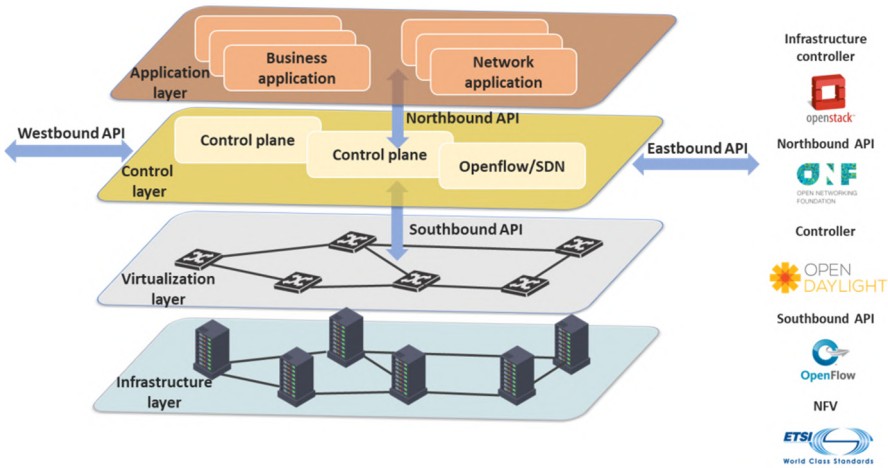 Business
application
Network
application
Application
layer
Northbound API
Westbound API
Control plane
Control plane
Openflow/SDN
Eastbound API
Control
layer
Southbound API
Virtualization
layer
Infrastructure
layer
Infrastructure
controller
openstack
Northbound API
ONF
OPEN NETWORKING
FOUNDATION
Controller
OPEN
DAYLIGHT
Southbound API
OpenFlow
NFV
ETSI
World Class Standards